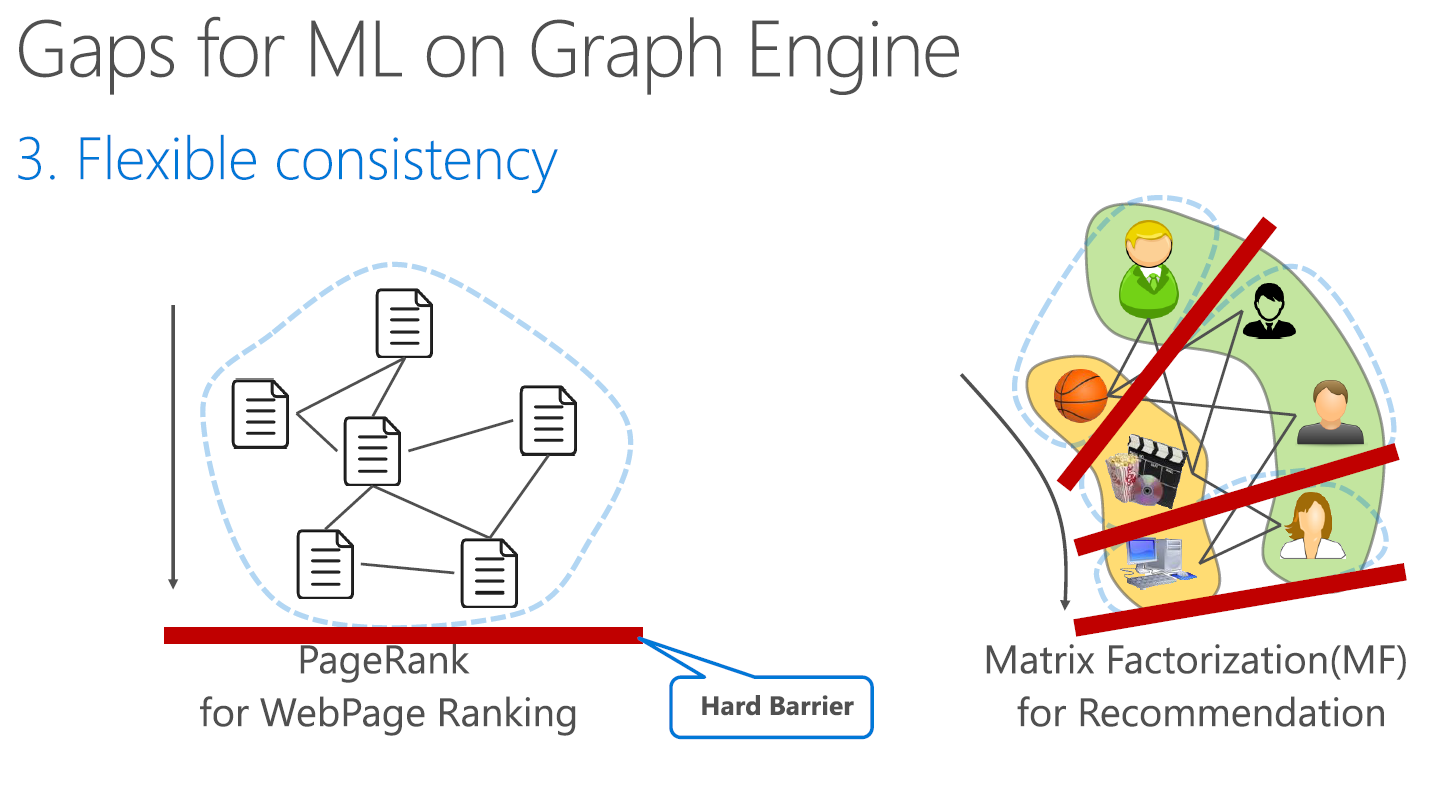 Gaps for ML on Graph Engine
3. Flexible consistency
PageRank
for WebPage Ranking
Hard Barrier
Matrix Factorization(MF)
for Recommendation